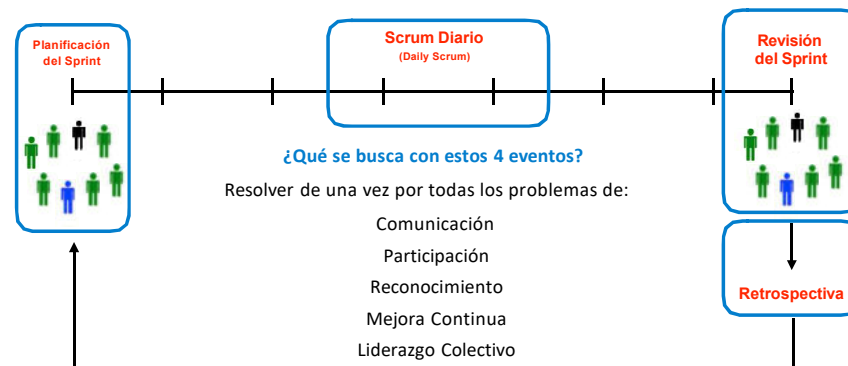 Planificación
del Sprint
Scrum Diario
(Daily Scrum)
Revisión
del Sprint
¿Qué se busca con estos 4 eventos?
Resolver de una vez por todas los problemas de:
Comunicación
Participación
Reconocimiento
Mejora Continua
Liderazgo Colectivo
Retrospectiva